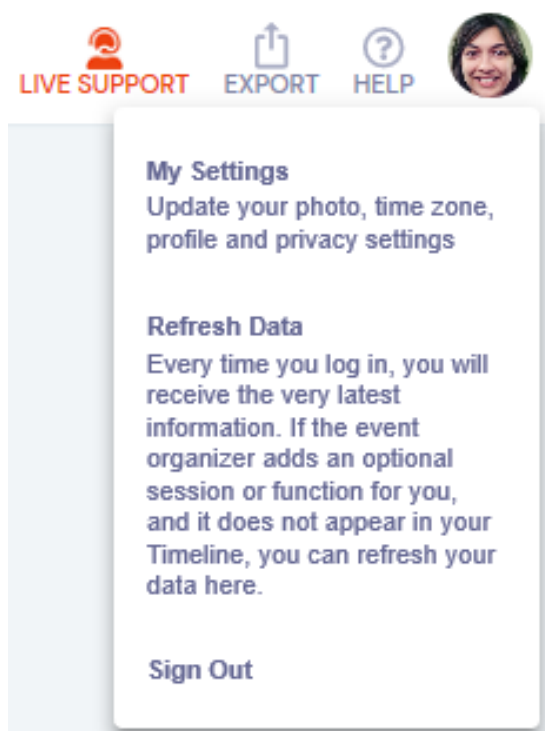 LIVE SUPPORT EXPORT HELP
My Settings
Update your photo, time zone,
profile and privacy settings
Refresh Data
Every time you log in, you will
receive the very latest
information. If the event
organizer adds an optional
session or function for you,
and it does not appear in your
Timeline, you can refresh your
data here.
Sign Out